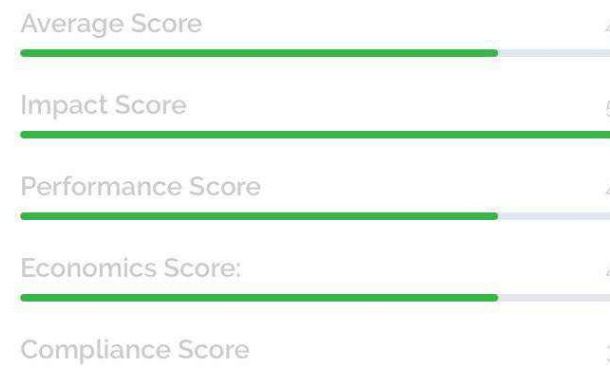 Average Score
Impact Score
Performance Score
Economics Score:
Compliance Score